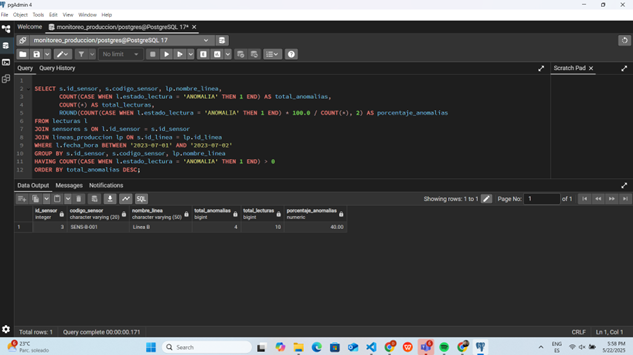 pgAdmin 4
File Object Tools Edit View Window Help
Welcome monitoreo_produccion/postgres@PostgreSQL 17*
monitoreo_produccion/postgres@PostgreSQL 17
No limit
Query Query History Scratch Pad
1
2 SELECT s.id_sensor, s.codigo_sensor, lp.nombre_linea,
3 COUNT(CASE WHEN l.estado_lectura = 'ANOMALIA' THEN 1 END) AS total_anomalias,
4 COUNT(*) AS total_lecturas,
5 ROUND(COUNT(CASE WHEN l.estado_lectura = 'ANOMALIA' THEN 1 END) * 100.0 / COUNT(*), 2) AS porcentaje_anomalias
6 FROM lecturas l
7 JOIN sensores s ON l.id_sensor = s.id_sensor
8 JOIN lineas_produccion lp ON s.id_linea = lp.id_linea
9 WHERE l.fecha_hora BETWEEN '2023-07-01' AND '2023-07-02'
10 GROUP BY s.id_sensor, s.codigo_sensor, lp.nombre_linea
11 HAVING COUNT(CASE WHEN l.estado_lectura = 'ANOMALIA' THEN 1 END) > 0
12 ORDER BY total_anomalias DESC;
Data Output Messages Notifications
SQL Showing rows: 1 to 1 Page No: 1 of 1
id_sensor codigo_sensor nombre_linea total_anomalias total_lecturas porcentaje_anomalias
integer character varying (20) character varying (50) bigint bigint numeric
1 3 SENS-B-001 Linea B 4 10 40.00
Total rows: 1 Query complete 00:00:00.171 CRLF Ln 1, Col 1
23°C Search ENG 5:58 PM
Parc. soleado ES 5/22/2025